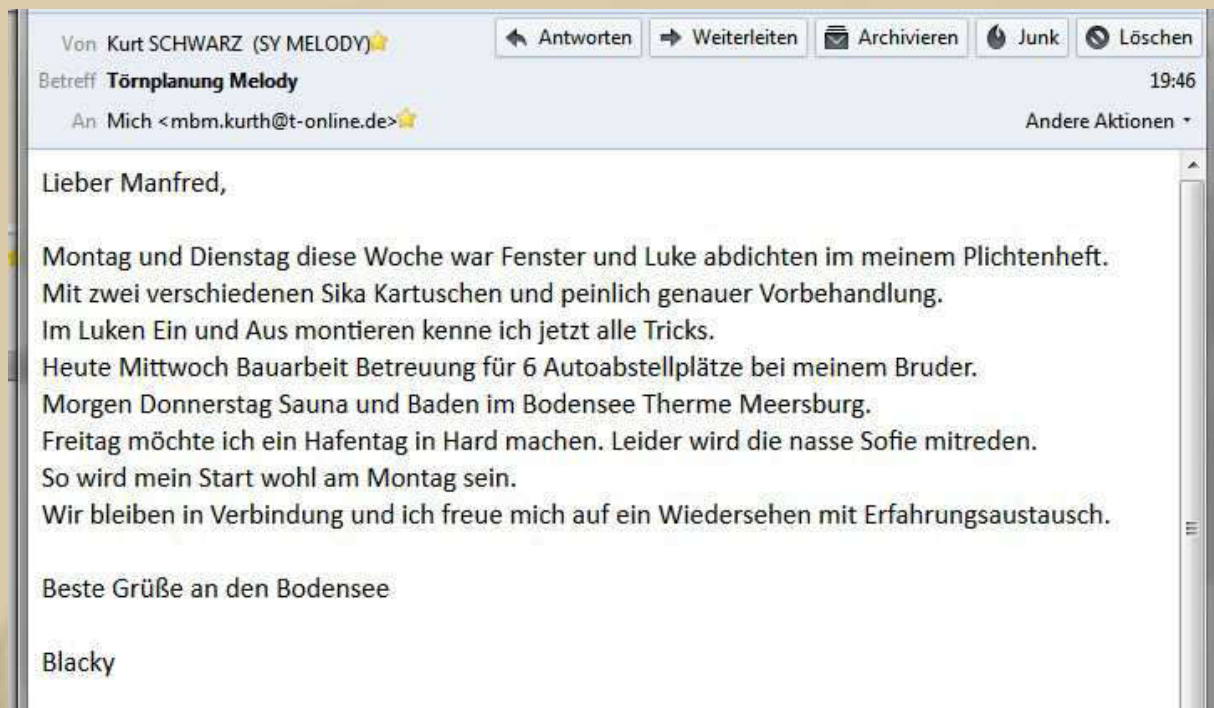 Von Kurt SCHWARZ (SY MELODY) Antworten Weiterleiten Archivieren Junk Löschen
Betreff Törnplanung Melody 19:46
An Mich <mbm.kurth@t-online.de> Andere Aktionen
Lieber Manfred,
Montag und Dienstag diese Woche war Fenster und Luke abdichten im meinem Plichtenheft.
Mit zwei verschiedenen Sika Kartuschen und peinlich genauer Vorbehandlung.
Im Luken Ein und Aus montieren kenne ich jetzt alle Tricks.
Heute Mittwoch Bauarbeit Betreuung für 6 Autoabstellplätze bei meinem Bruder.
Morgen Donnerstag Sauna und Baden im Bodensee Therme Meersburg.
Freitag möchte ich ein Hafentag in Hard machen. Leider wird die nasse Sofie mitreden.
So wird mein Start wohl am Montag sein.
Wir bleiben in Verbindung und ich freue mich auf ein Wiedersehen mit Erfahrungsaustausch.
Beste Grüße an den Bodensee
Blacky